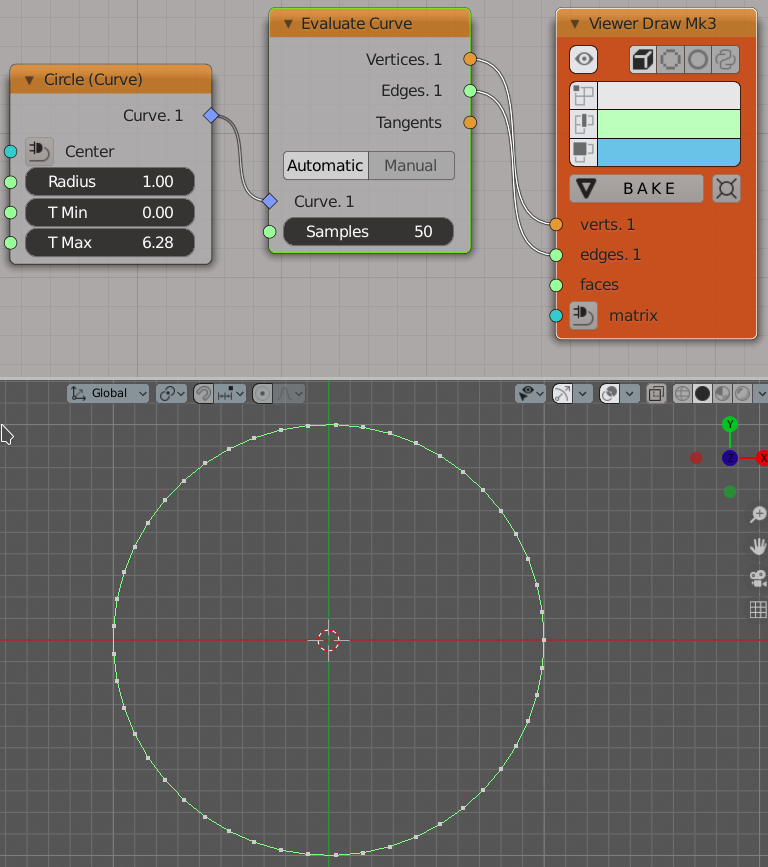 Circle (Curve)
Curve. 1
Center
Radius 1.00
T Min 0.00
T Max 6.28
Evaluate Curve
Vertices. 1
Edges. 1
Tangents
Automatic Manual
Curve. 1
Samples 50
Viewer Draw Mk3
BAKE
verts. 1
edges. 1
faces
matrix
Global
Y
Z X